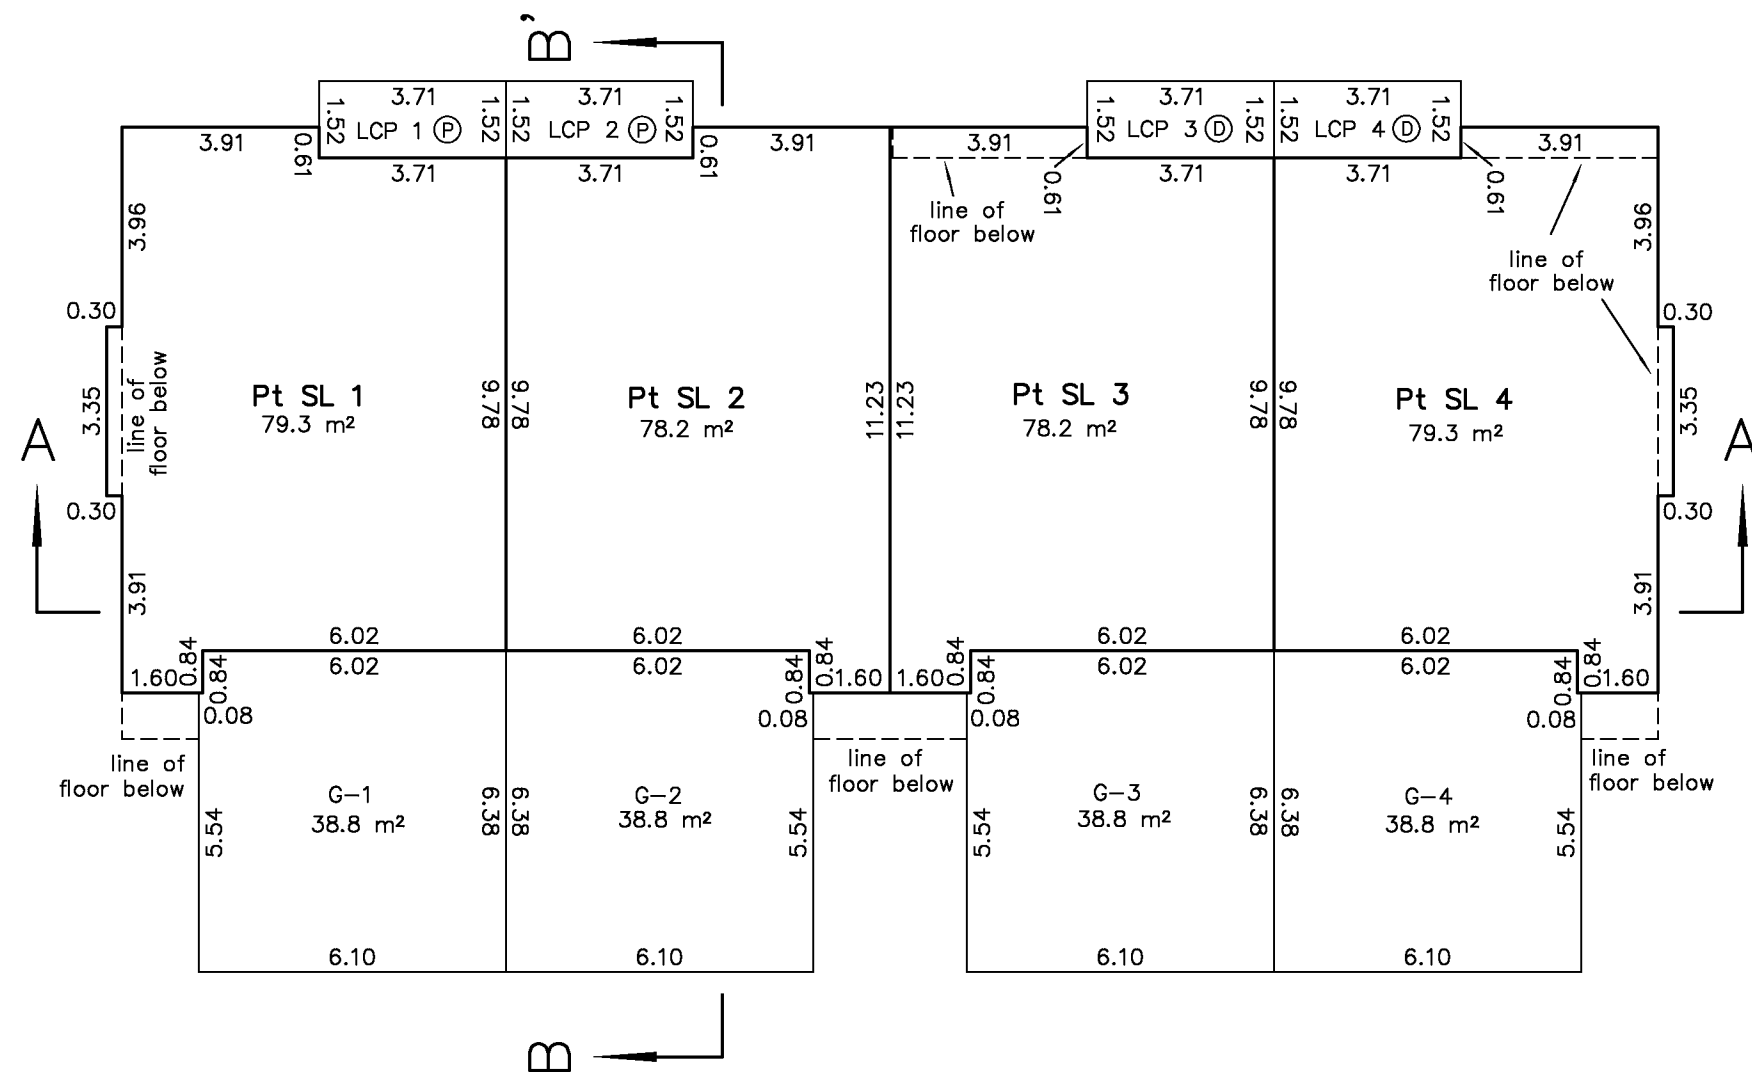 B'
3.71 3.71 3.71 3.71
1.52 1.52 1.52 1.52 1.52 1.52 1.52 1.52
LCP 1 P LCP 2 P LCP 3 D LCP 4 D
3.91 0.61 0.61 3.91 3.91 3.91
3.71 3.71 3.71 3.71
0.61 0.61
line of
floor below
3.96 3.96
line of
floor below
0.30 0.30
line of
floor below
3.35 3.35
Pt SL 1 Pt SL 2 Pt SL 3 Pt SL 4
79.3 m² 78.2 m² 78.2 m² 79.3 m²
9.78 9.78 11.23 11.23 9.78 9.78
A A
0.30 0.30
3.91 3.91
6.02 6.02 6.02 6.02
6.02 6.02 6.02 6.02
0.84 0.84 0.84 0.84 0.84 0.84 0.84 0.84
1.60 1.60 1.60 1.60
0.08 0.08 0.08 0.08
line of
floor below
line of
floor below
line of
floor below
G-1 G-2 G-3 G-4
38.8 m² 38.8 m² 38.8 m² 38.8 m²
5.54 6.38 6.38 5.54 5.54 6.38 6.38 5.54
6.10 6.10 6.10 6.10
B